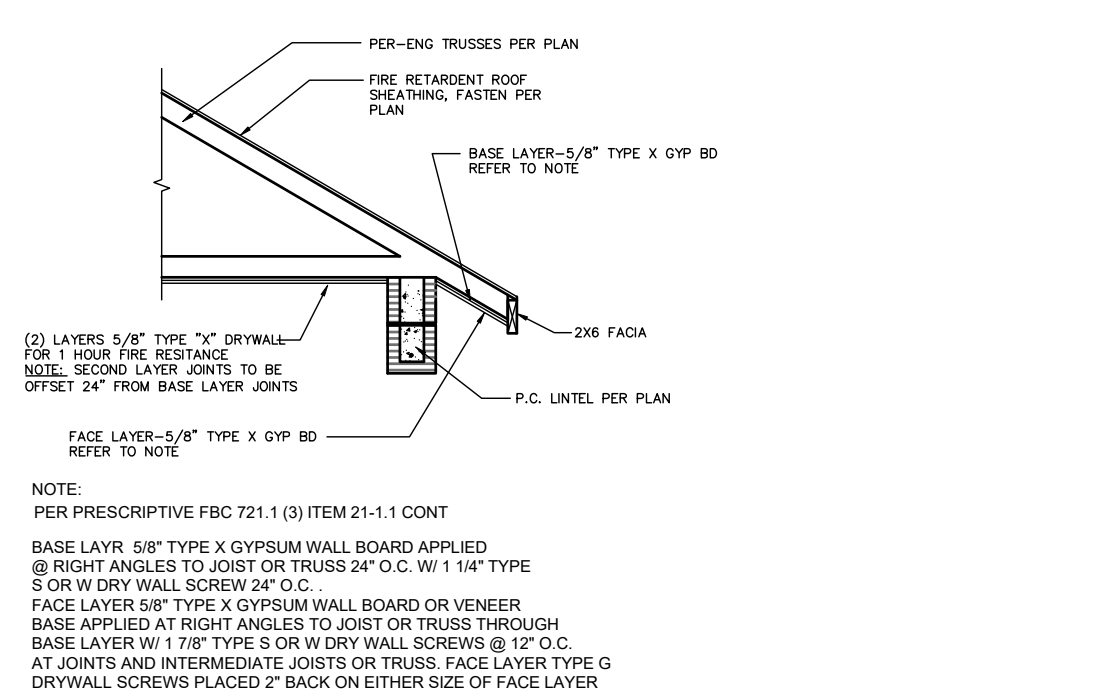 PER-ENG TRUSSES PER PLAN
FIRE RETARDENT ROOF
SHEATHING, FASTEN PER
PLAN
BASE LAYER-5/8" TYPE X GYP BD
REFER TO NOTE
2X6 FACIA
(2) LAYERS 5/8" TYPE "X" DRYWALL
FOR 1 HOUR FIRE RESITANCE
NOTE: SECOND LAYER JOINTS TO BE
OFFSET 24" FROM BASE LAYER JOINTS
P.C. LINTEL PER PLAN
FACE LAYER-5/8" TYPE X GYP BD
REFER TO NOTE
NOTE:
PER PRESCRIPTIVE FBC 721.1 (3) ITEM 21-1.1 CONT
BASE LAYR 5/8" TYPE X GYPSUM WALL BOARD APPLIED
@ RIGHT ANGLES TO JOIST OR TRUSS 24" O.C. W/ 1 1/4" TYPE
S OR W DRY WALL SCREW 24" O.C. .
FACE LAYER 5/8" TYPE X GYPSUM WALL BOARD OR VENEER
BASE APPLIED AT RIGHT ANGLES TO JOIST OR TRUSS THROUGH
BASE LAYER W/ 1 7/8" TYPE S OR W DRY WALL SCREWS @ 12" O.C.
AT JOINTS AND INTERMEDIATE JOISTS OR TRUSS. FACE LAYER TYPE G
DRYWALL SCREWS PLACED 2" BACK ON EITHER SIZE OF FACE LAYER